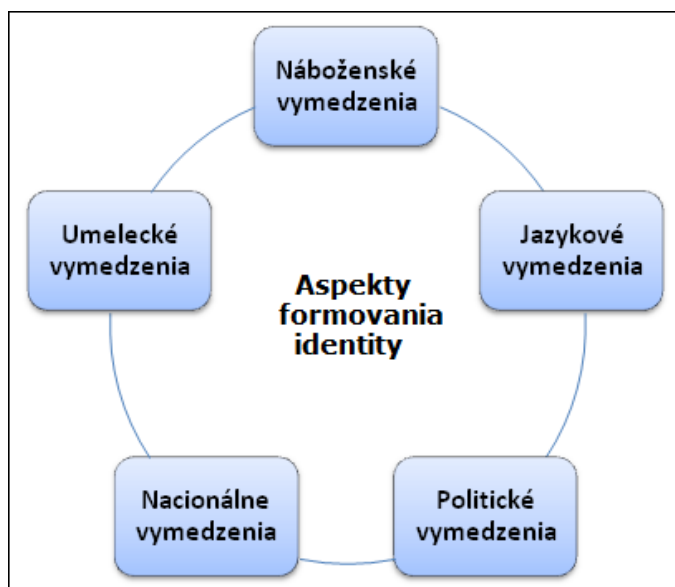 Náboženské
vymedzenia
Umelecké
vymedzenia
Jazykové
vymedzenia
Aspekty
formovania
identity
Nacionálne
vymedzenia
Politické
vymedzenia